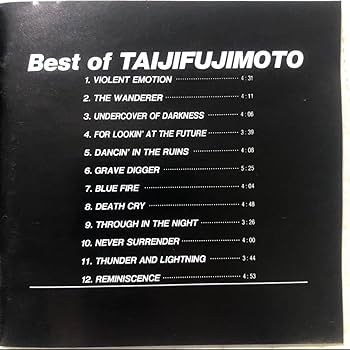 Best of TAIJIFUJIMOTO
1. VIOLENT EMOTION 4:31
2. THE WANDERER 4:11
3. UNDERCOVER OF DARKNESS 4:06
4. FOR LOOKIN' AT THE FUTURE 3:39
5. DANCIN' IN THE RUINS 4:08
6. GRAVE DIGGER 5:25
7. BLUE FIRE 4:04
8. DEATH CRY 4:48
9. THROUGH IN THE NIGHT 3:26
10. NEVER SURRENDER 4:00
11. THUNDER AND LIGHTNING 3:44
12. REMINISCENCE 4:53